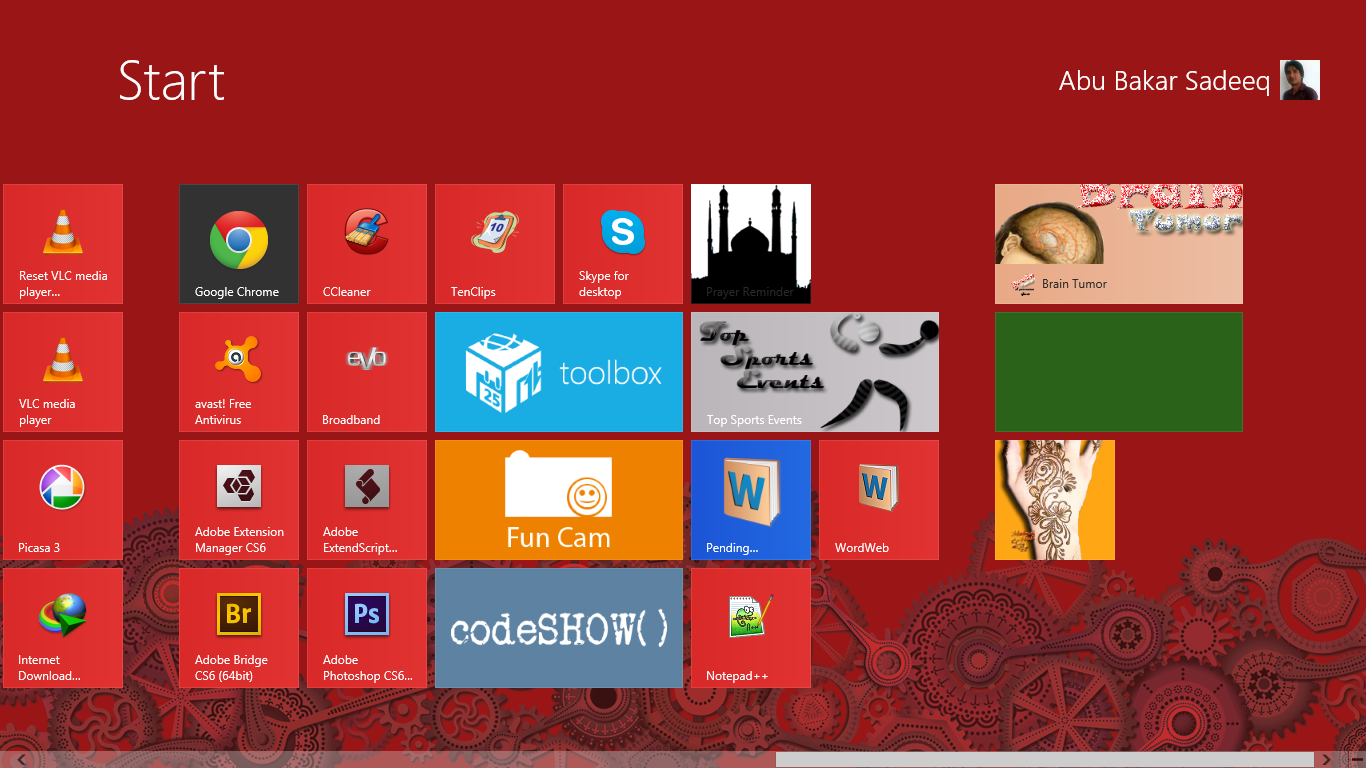 Start
Abu Bakar Sadeeq
Reset VLC media
player...
Google Chrome
CCleaner
10
TenClips
S
Skype for
desktop
Prayer Reminder
Brain
Tumor
Brain Tumor
VLC media
player
a
avast! Free
Antivirus
evo
Broadband
25
1
toolbox
Top
Sports
Events
Top Sports Events
Picasa 3
Adobe Extension
Manager CS6
Adobe
ExtendScript...
Fun Cam
W
Pending...
W
WordWeb
Internet
Download...
Br
Adobe Bridge
CS6 (64bit)
Ps
Adobe
Photoshop CS6...
codeSHOW()
Notepad++